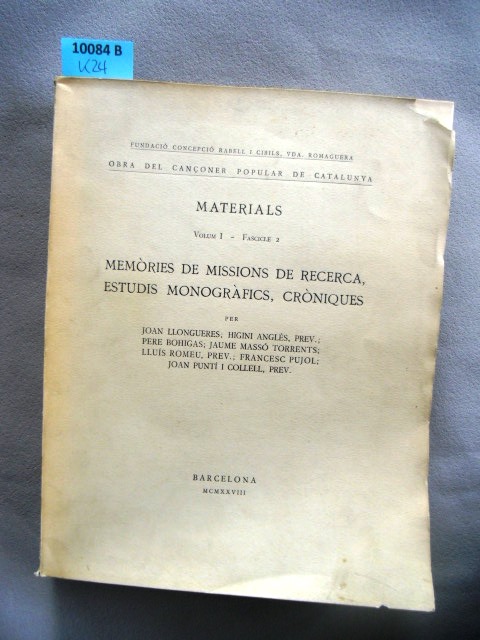 10084 B
K24
FUNDACIÓ CONCEPCIÓ RABELL I CIBILS, VDA. ROMAGUERA
OBRA DEL CANÇONER POPULAR DE CATALUNYA
MATERIALS
VOLUM I - FASCICLE 2
MEMÒRIES DE MISSIONS DE RECERCA,
ESTUDIS MONOGRÀFICS, CRÒNIQUES
PER
JOAN LLONGUERES; HIGINI ANGLÈS, PREV.;
PERE BOHIGAS; JAUME MASSÓ TORRENTS;
LLUÍS ROMEU, PREV.; FRANCESC PUJOL;
JOAN PUNTÍ I COLLELL, PREV.
BARCELONA
MCMXXVIII